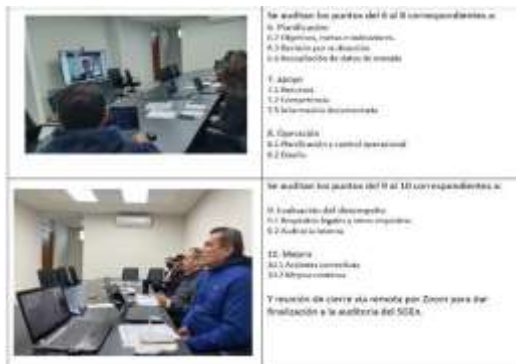 Se auditan los puntos del 6 al 8 correspondientes a:
6. Planificación
6.2 Objetivos, metas e indicadores
6.3 Revisión por la dirección
6.6 Recopilación de datos de energía
7. Apoyo
7.1 Recursos
7.2 Competencia
7.5 Información documentada
8. Operación
8.1 Planificación y control operacional
8.2 Diseño
Se auditan los puntos del 9 al 10 correspondientes a:
9. Evaluación del desempeño
9.1 Requisitos legales y otros requisitos
9.2 Auditoría interna
10. Mejora
10.1 Acciones correctivas
10.2 Mejora continua
Y reunión de cierre vía remota por Zoom para dar
finalización a la auditoría del SGEn.